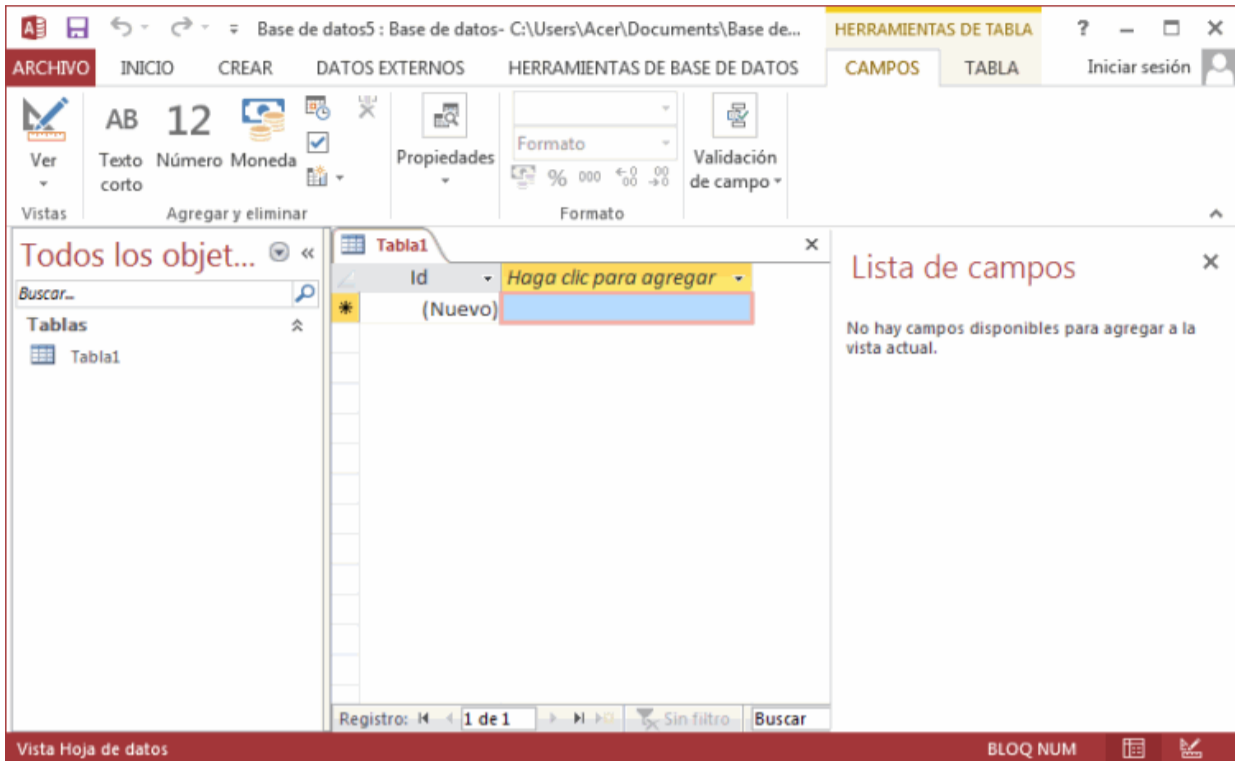 Base de datos5 : Base de datos- C:\Users\Acer\Documents\Base de...
HERRAMIENTAS DE TABLA
?
ARCHIVO INICIO CREAR DATOS EXTERNOS HERRAMIENTAS DE BASE DE DATOS CAMPOS TABLA Iniciar sesión
AB 12
Ver
Texto corto
Número
Moneda
Propiedades
Formato
% 000
Validación de campo
Vistas
Agregar y eliminar
Formato
Todos los objet... «
Buscar...
Tablas
Tabla1
Tabla1
Id Haga clic para agregar
(Nuevo)
Registro: 1 de 1 Sin filtro Buscar
Lista de campos
No hay campos disponibles para agregar a la
vista actual.
Vista Hoja de datos
BLOQ NUM